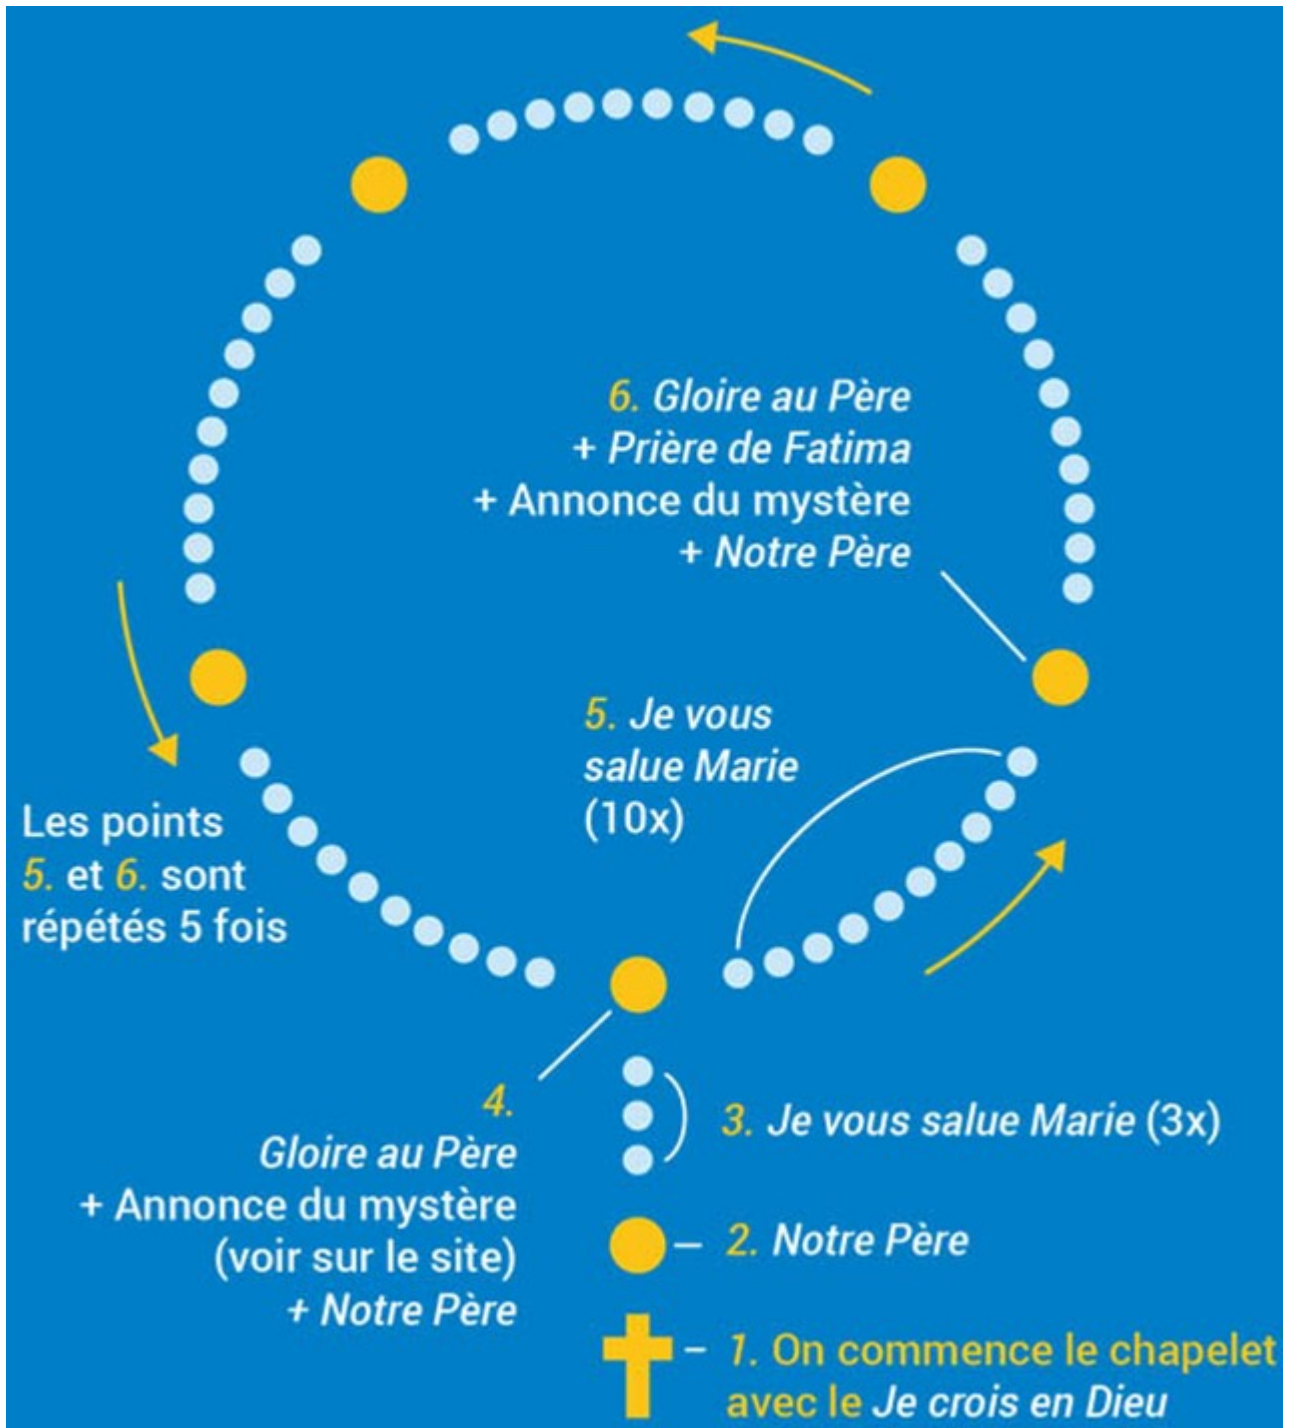 6. Gloire au Père
+ Prière de Fatima
+ Annonce du mystère
+ Notre Père
5. Je vous
salue Marie
(10x)
Les points
5. et 6. sont
répétés 5 fois
4.
Gloire au Père
+ Annonce du mystère
(voir sur le site)
+ Notre Père
3. Je vous salue Marie (3x)
2. Notre Père
1. On commence le chapelet
avec le Je crois en Dieu